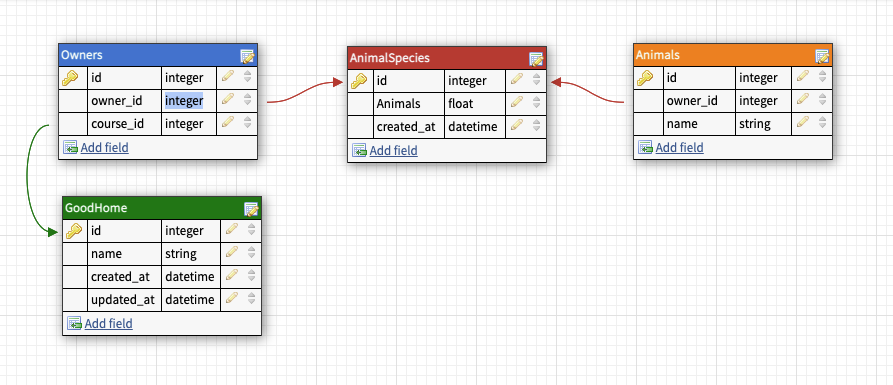 Owners
id integer
owner_id integer
course_id integer
Add field
AnimalSpecies
id integer
Animals float
created_at datetime
Add field
Animals
id integer
owner_id integer
name string
Add field
GoodHome
id integer
name string
created_at datetime
updated_at datetime
Add field